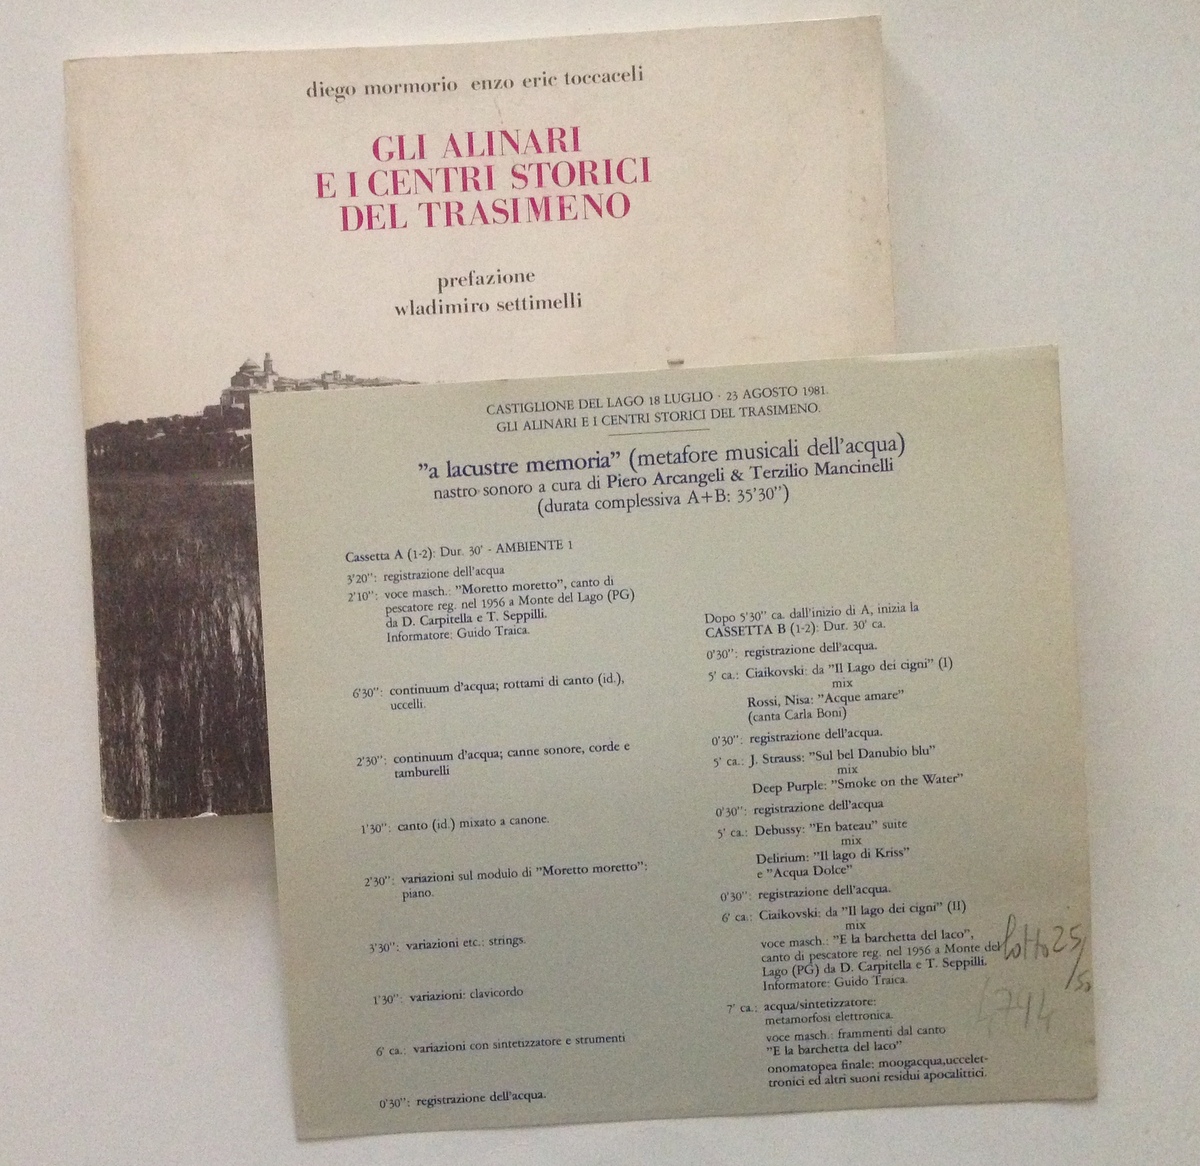 diego mormorio enzo eric toccaceli
GLI ALINARI
E I CENTRI STORICI
DEL TRASIMENO
prefazione
wladimiro settimelli
CASTIGLIONE DEL LAGO 18 LUGLIO · 23 AGOSTO 1981.
GLI ALINARI E I CENTRI STORICI DEL TRASIMENO.
”a lacustre memoria” (metafore musicali dell’acqua)
nastro sonoro a cura di Piero Arcangeli & Terzilio Mancinelli
(durata complessiva A+B: 35’30”)
Cassetta A (1-2): Dur. 30’ - AMBIENTE 1
3’20”: registrazione dell’acqua
2’10”: voce masch.: ”Moretto moretto”, canto di
pescatore reg. nel 1956 a Monte del Lago (PG)
da D. Carpitella e T. Seppilli.
Informatore: Guido Traica.
6’30”: continuum d’acqua; rottami di canto (id.),
uccelli.
2’30”: continuum d’acqua; canne sonore, corde e
tamburelli
1’30”: canto (id.) mixato a canone.
2’30”: variazioni sul modulo di ”Moretto moretto”:
piano.
3’30”: variazioni etc.: strings.
1’30”: variazioni: clavicordo
6’ ca.: variazioni con sintetizzatore e strumenti
0’30”: registrazione dell’acqua.
Dopo 5’30” ca. dall’inizio di A, inizia la
CASSETTA B (1-2): Dur. 30’ ca.
0’30”: registrazione dell’acqua.
5’ ca.: Ciaikovski: da ”Il Lago dei cigni” (I)
mix
Rossi, Nisa: ”Acque amare”
(canta Carla Boni)
0’30”: registrazione dell’acqua.
5’ ca.: J. Strauss: ”Sul bel Danubio blu”
mix
Deep Purple: ”Smoke on the Water”
0’30”: registrazione dell’acqua
5’ ca.: Debussy: ”En bateau” suite
mix
Delirium: ”Il lago di Kriss”
e ”Acqua Dolce”
0’30”: registrazione dell’acqua.
6’ ca.: Ciaikovski: da ”Il lago dei cigni” (II)
mix
voce masch.: ”E la barchetta del laco”,
canto di pescatore reg. nel 1956 a Monte del
Lago (PG) da D. Carpitella e T. Seppilli.
Informatore: Guido Traica.
7’ ca.: acqua/sintetizzatore:
metamorfosi elettronica.
voce masch.: frammenti dal canto
”E la barchetta del laco”
onomatopea finale: moogacqua,uccelet-
tronici ed altri suoni residui apocalittici.
lotto 25/
4794